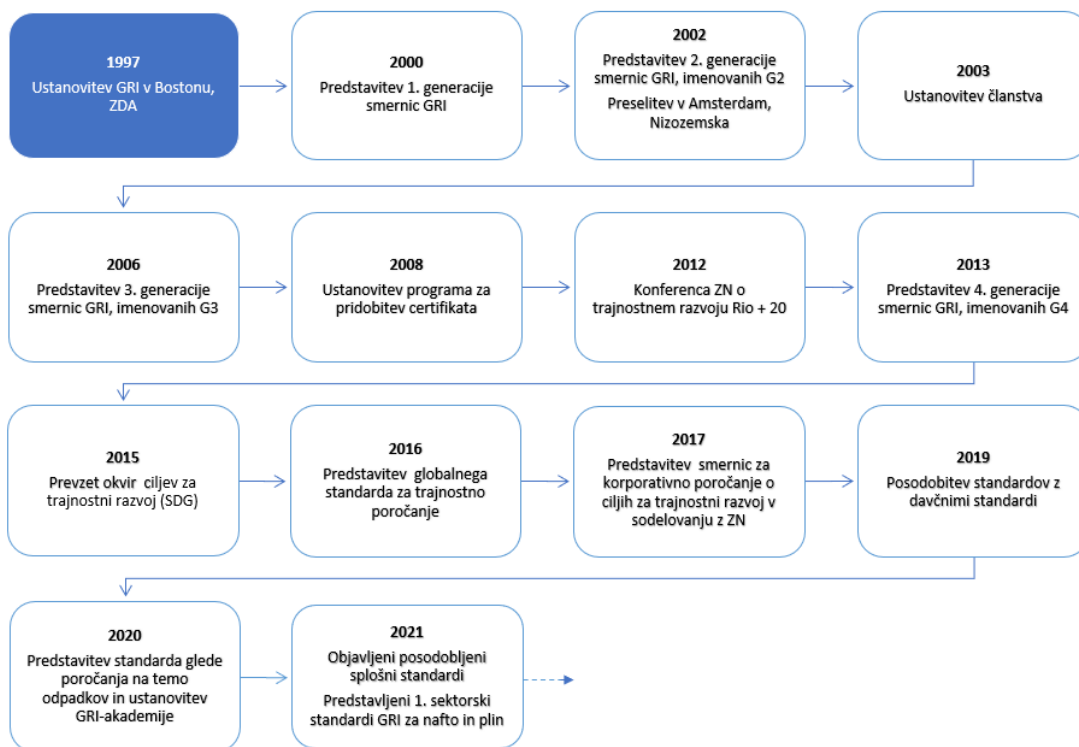 1997
Ustanovitev GRI v Bostonu,
ZDA
2000
Predstavitev 1. generacije
smernic GRI
2002
Predstavitev 2. generacije
smernic GRI, imenovanih G2
Preselitev v Amsterdam,
Nizozemska
2003
Ustanovitev članstva
2006
Predstavitev 3. generacije
smernic GRI, imenovanih G3
2008
Ustanovitev programa za
pridobitev certifikata
2012
Konferenca ZN o
trajnostnem razvoju Rio + 20
2013
Predstavitev 4. generacije
smernic GRI, imenovanih G4
2015
Prevzet okvir ciljev za
trajnostni razvoj (SDG)
2016
Predstavitev globalnega
standarda za trajnostno
poročanje
2017
Predstavitev smernic za
korporativno poročanje o
ciljih za trajnostni razvoj v
sodelovanju z ZN
2019
Posodobitev standardov z
davčnimi standardi
2020
Predstavitev standarda glede
poročanja na temo
odpadkov in ustanovitev
GRI-akademije
2021
Objavljeni posodobljeni
splošni standardi
Predstavljeni 1. sektorski
standardi GRI za nafto in plin